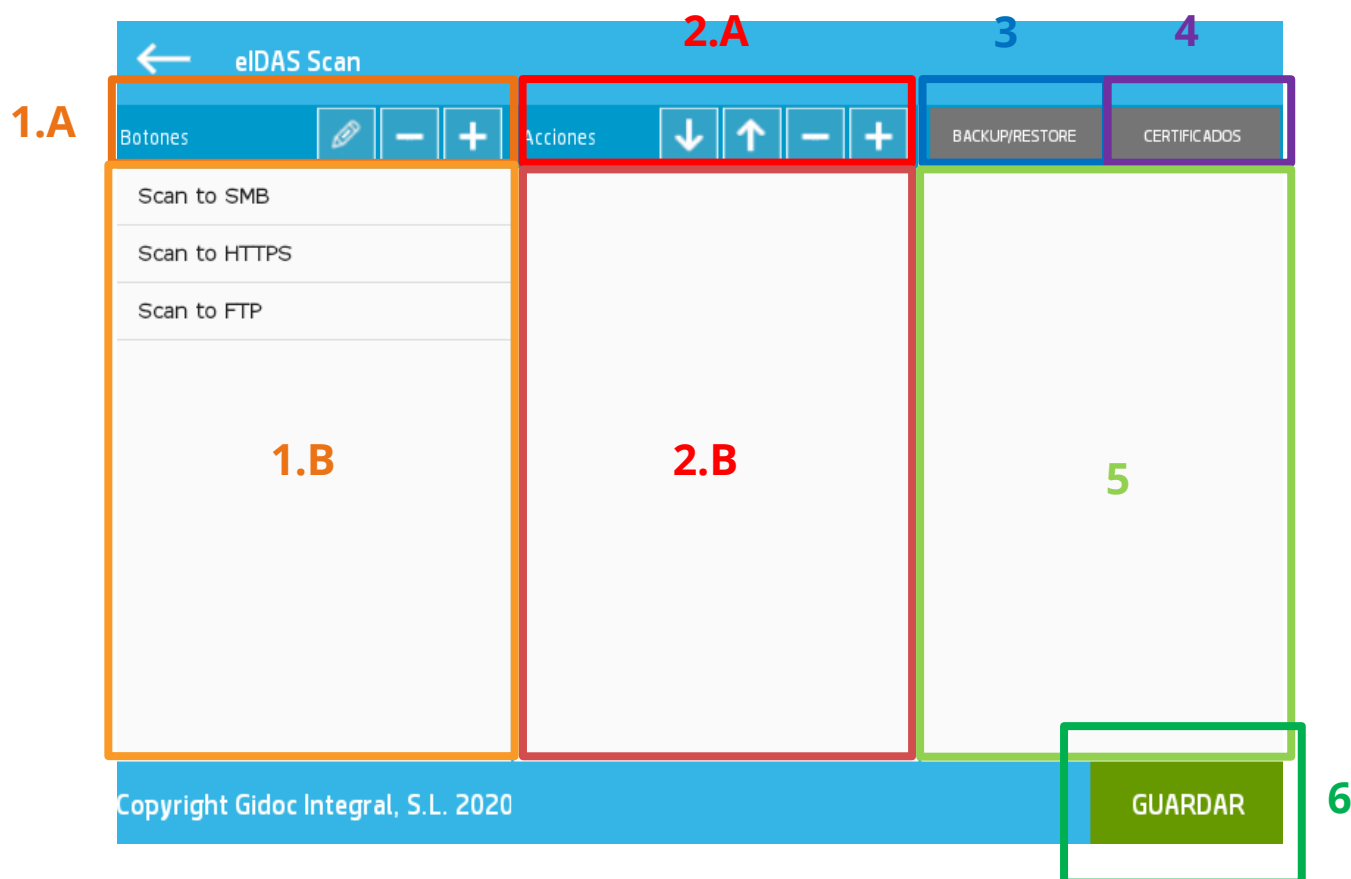 2.A
3
4
eIDAS Scan
1.A
Botones
Acciones
BACKUP/RESTORE
CERTIFICADOS
Scan to SMB
Scan to HTTPS
Scan to FTP
1.B
2.B
5
Copyright Gidoc Integral, S.L. 2020
GUARDAR
6